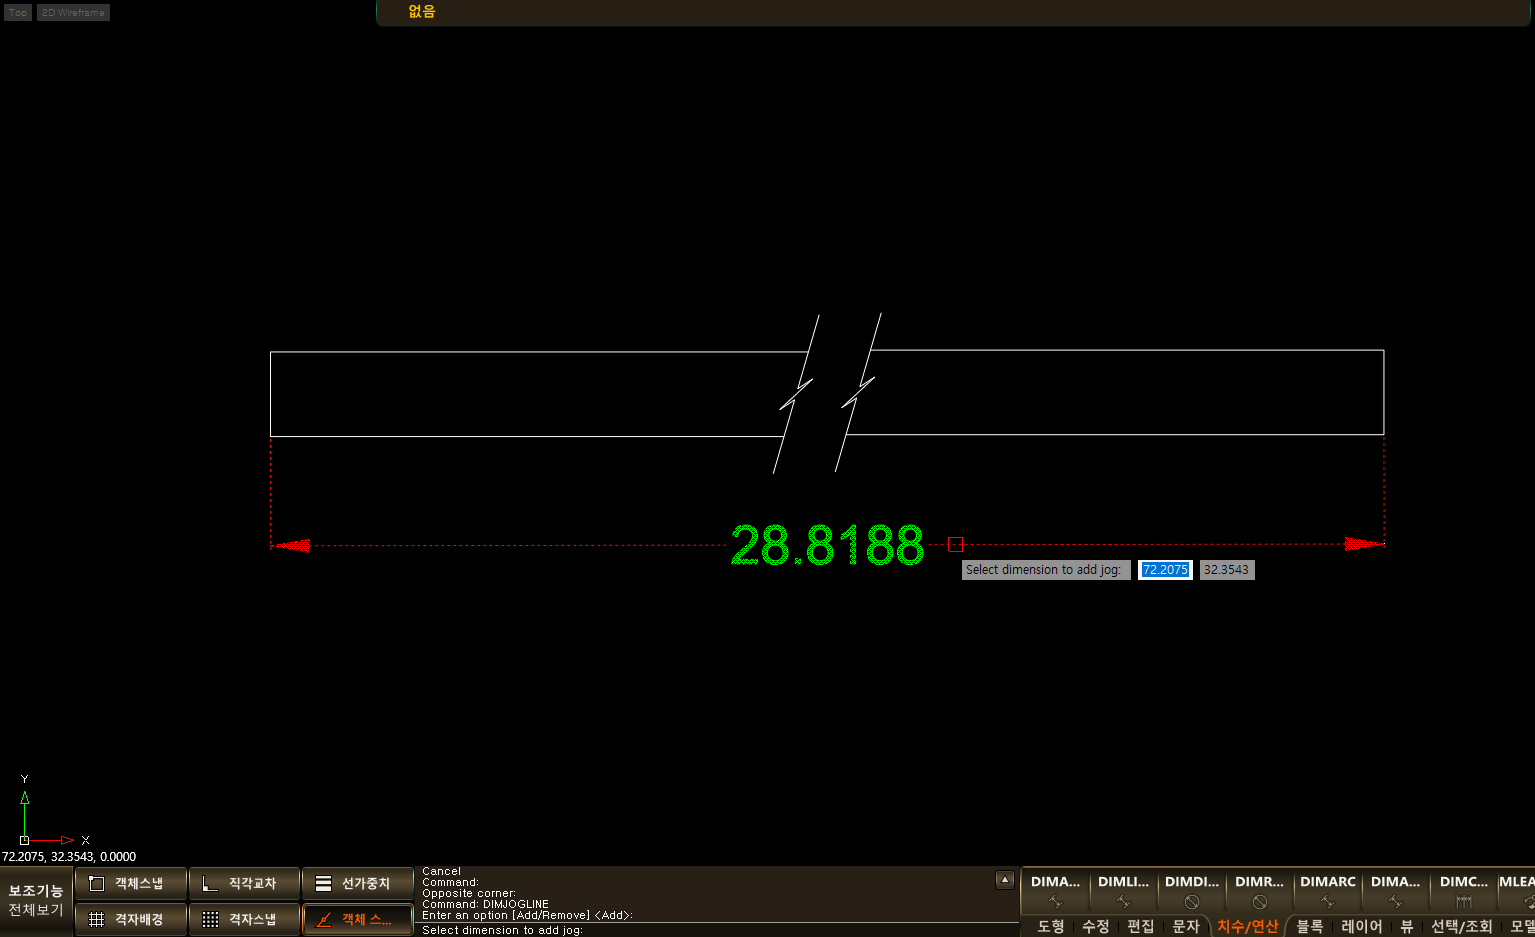 Top 2D Wireframe
없음
28.8188
Select dimension to add jog: 72.2075 32.3543
Y
X
72.2075, 32.3543, 0.0000
보조기능
전체보기
객체스냅 직각교차 선가중치
격자배경 격자스냅 객체 스...
Cancel
Command:
Opposite corner:
Command: DIMJOGLINE
Enter an option [Add/Remove] <Add>:
Select dimension to add jog:
DIMA... DIMLI... DIMDI... DIMR... DIMARC DIMA... DIMC... MLEA
도형 수정 편집 문자 치수/연산 블록 레이어 뷰 선택/조회 모델